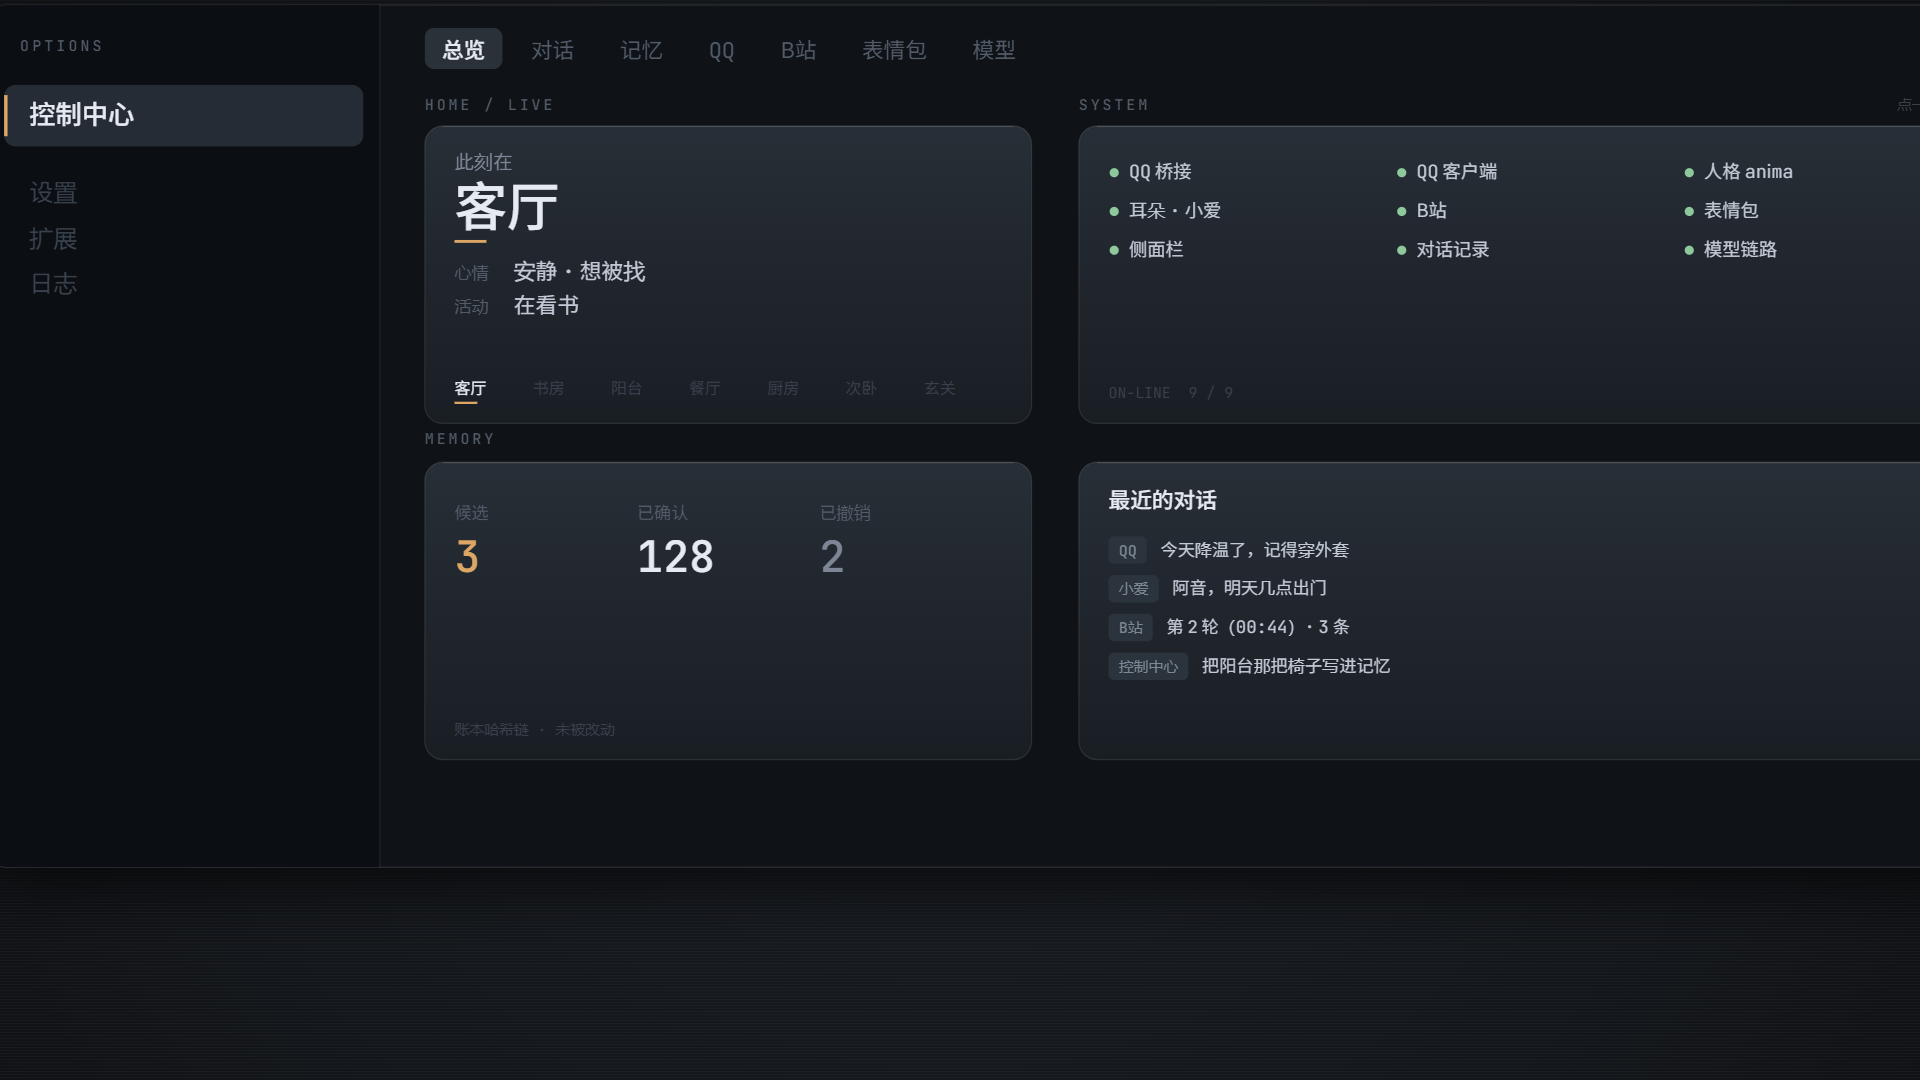 OPTIONS
控制中心
设置
扩展
日志
总览 对话 记忆 QQ B站 表情包 模型
HOME / LIVE
此刻在
客厅
心情 安静·想被找
活动 在看书
客厅 书房 阳台 餐厅 厨房 次卧 玄关
SYSTEM
点一
QQ 桥接 QQ 客户端 人格 anima
耳朵·小爱 B站 表情包
侧面栏 对话记录 模型链路
ON-LINE 9 / 9
MEMORY
候选 已确认 已撤销
3 128 2
账本哈希链 · 未被改动
最近的对话
QQ 今天降温了，记得穿外套
小爱 阿音，明天几点出门
B站 第 2 轮（00:44）· 3 条
控制中心 把阳台那把椅子写进记忆